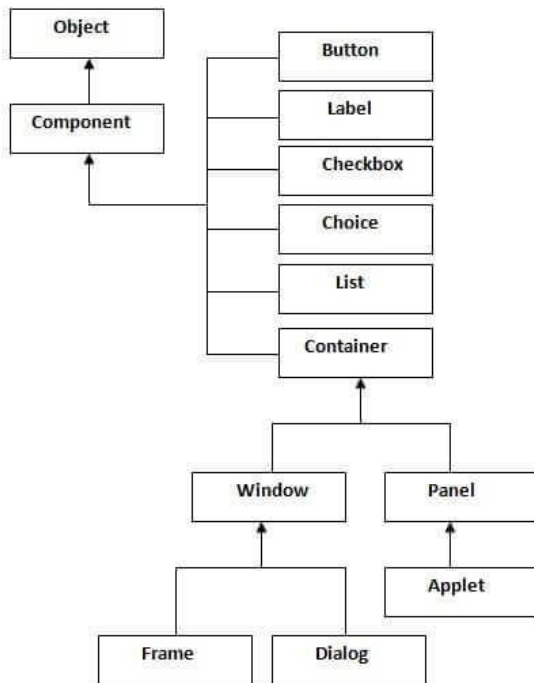 Object
Component
Button
Label
Checkbox
Choice
List
Container
Window
Panel
Applet
Frame
Dialog